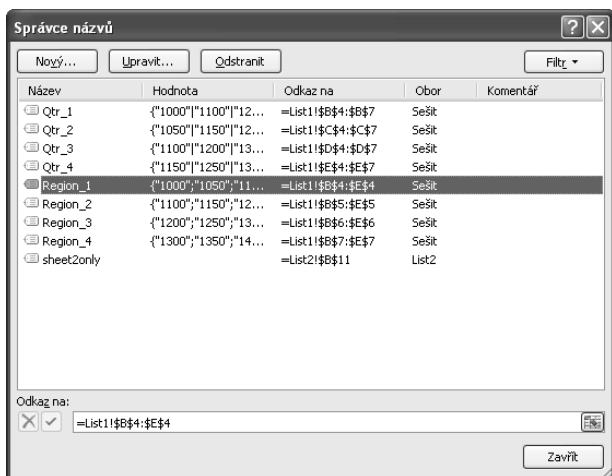 Správce názvů
Nový... Upravit... Odstranit Filtr
Název Hodnota Odkaz na Obor Komentář
Qtr_1 {"1000"|"1100"|"12... =List1!$B$4:$B$7 Sešit
Qtr_2 {"1050"|"1150"|"12... =List1!$C$4:$C$7 Sešit
Qtr_3 {"1100"|"1200"|"13... =List1!$D$4:$D$7 Sešit
Qtr_4 {"1150"|"1250"|"13... =List1!$E$4:$E$7 Sešit
Region_1 {"1000";"1050";"11... =List1!$B$4:$E$4 Sešit
Region_2 {"1100";"1150";"12... =List1!$B$5:$E$5 Sešit
Region_3 {"1200";"1250";"13... =List1!$B$6:$E$6 Sešit
Region_4 {"1300";"1350";"14... =List1!$B$7:$E$7 Sešit
sheet2only =List2!$B$11 List2
Odkaz na:
=List1!$B$4:$E$4
Zavřít